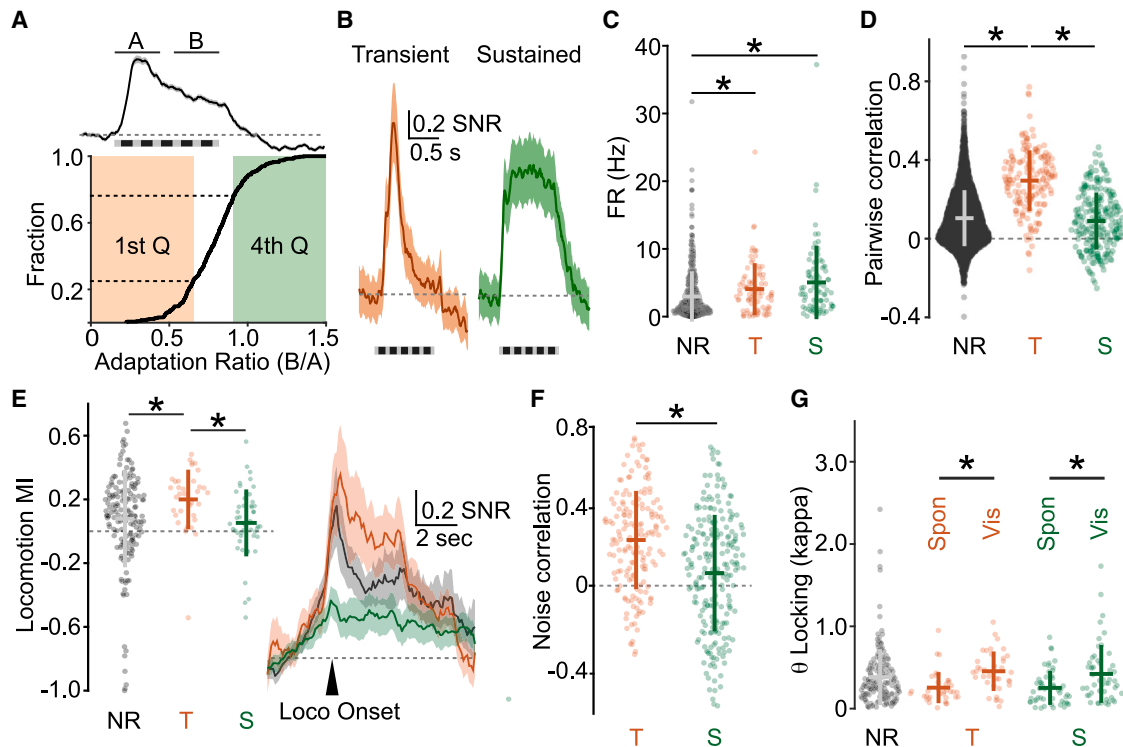 A
A
B
1.0
0.6
0.2
Fraction
1st Q
4th Q
0
0.5
1.0
1.5
Adaptation Ratio (B/A)
B
Transient
Sustained
0.2 SNR
0.5 s
C
40
30
20
10
0
FR (Hz)
*
*
NR
T
S
D
0.8
0.4
0
-0.4
Pairwise correlation
*
*
NR
T
S
E
0.6
0.2
-0.2
-0.6
-1.0
Locomotion MI
*
*
NR
T
S
0.2 SNR
2 sec
Loco Onset
F
0.8
0.4
0
-0.4
Noise correlation
*
T
S
G
3.0
2.0
1.0
0
θ Locking (kappa)
*
*
Spon
Vis
Spon
Vis
NR
T
S